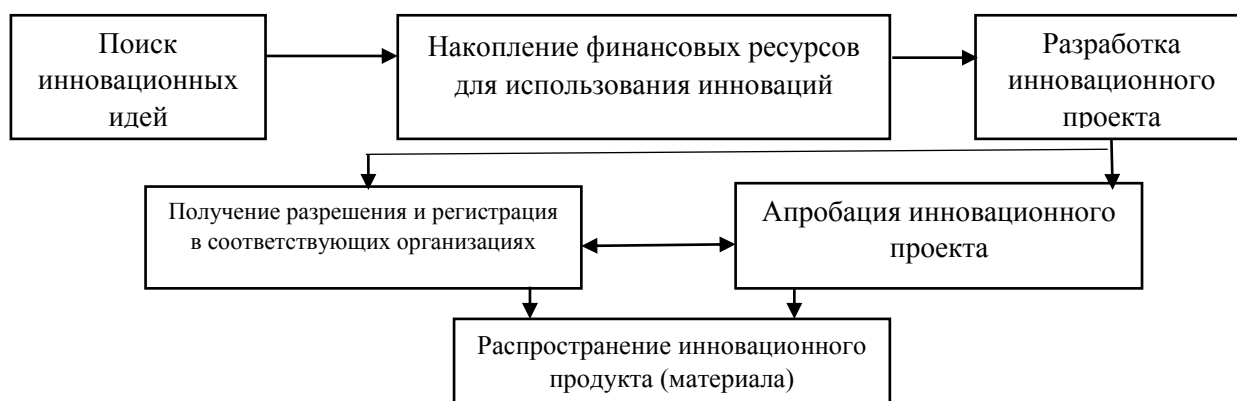 Поиск
инновационных
идей
Накопление финансовых ресурсов
для использования инноваций
Разработка
инновационного
проекта
Получение разрешения и регистрация
в соответствующих организациях
Апробация инновационного
проекта
Распространение инновационного
продукта (материала)